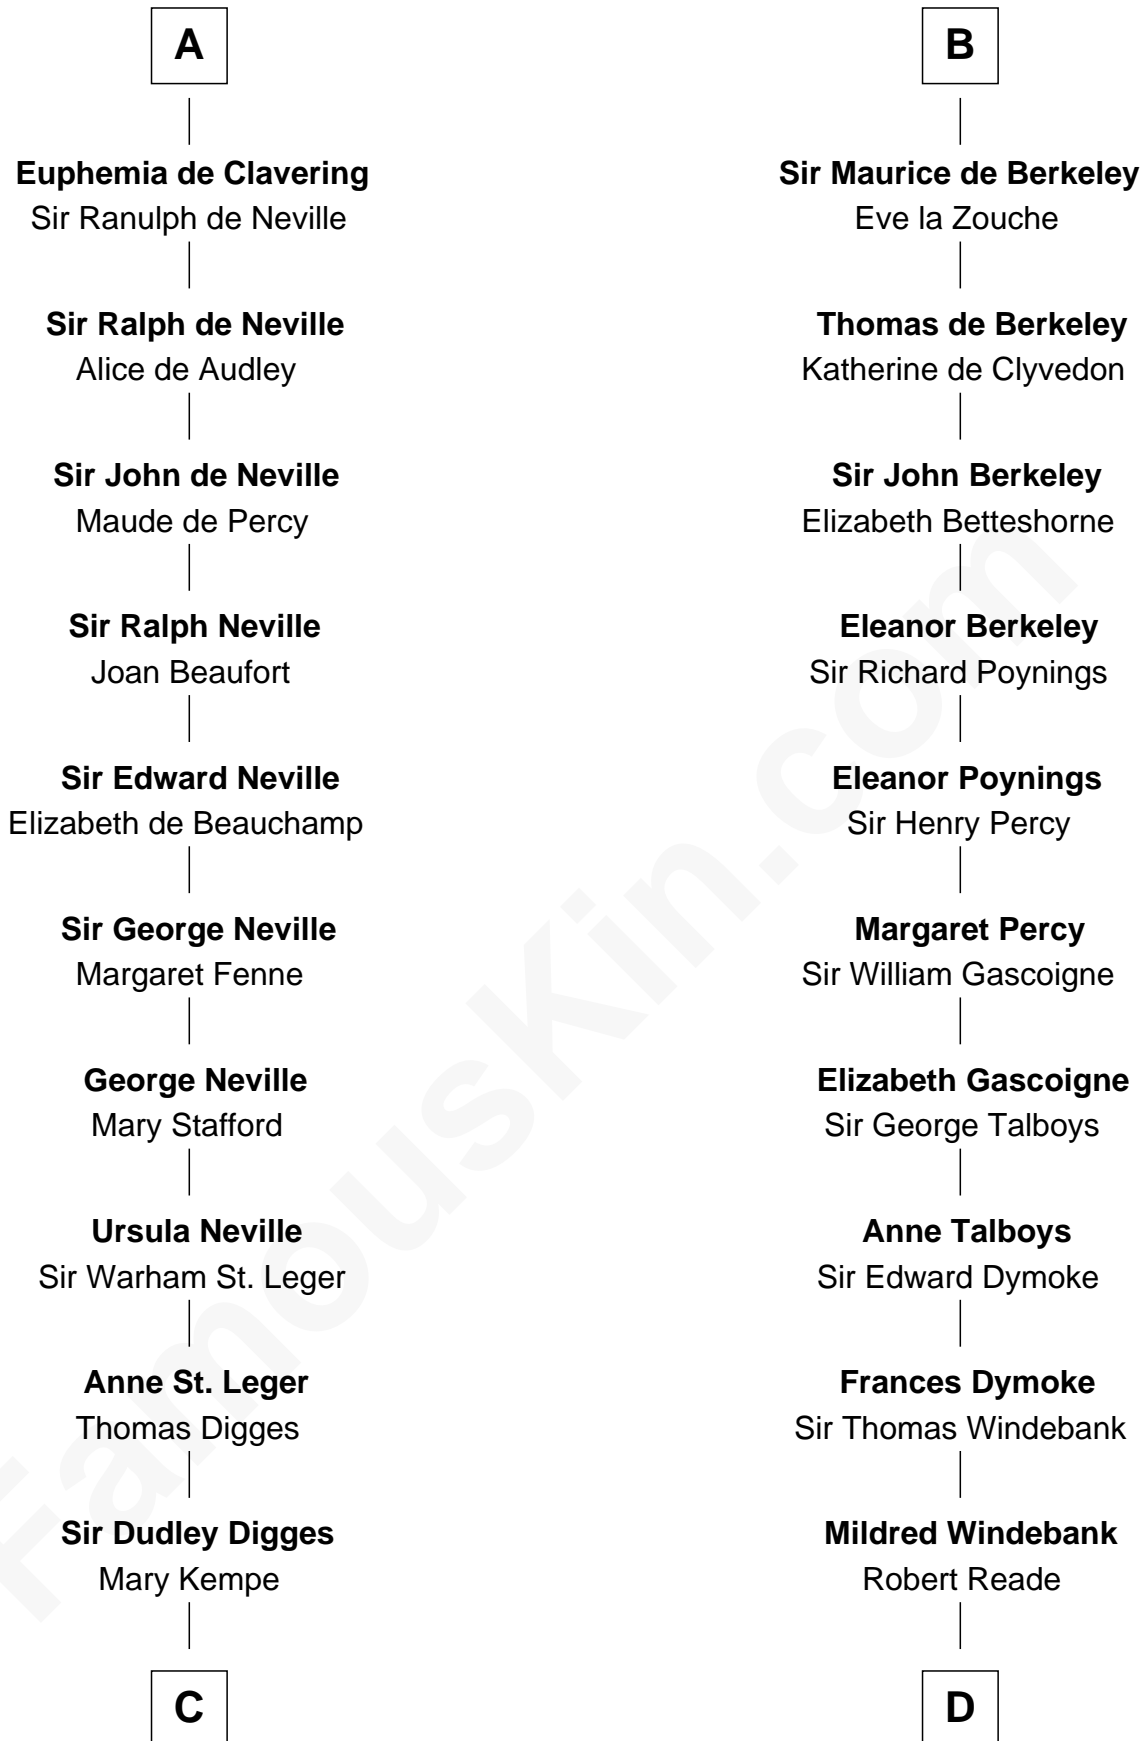 A
Euphemia de Clavering
Sir Ranulph de Neville
Sir Ralph de Neville
Alice de Audley
Sir John de Neville
Maude de Percy
Sir Ralph Neville
Joan Beaufort
Sir Edward Neville
Elizabeth de Beauchamp
Sir George Neville
Margaret Fenne
George Neville
Mary Stafford
Ursula Neville
Sir Warham St. Leger
Anne St. Leger
Thomas Digges
Sir Dudley Digges
Mary Kempe
C
B
Sir Maurice de Berkeley
Eve la Zouche
Thomas de Berkeley
Katherine de Clyvedon
Sir John Berkeley
Elizabeth Betteshorne
Eleanor Berkeley
Sir Richard Poynings
Eleanor Poynings
Sir Henry Percy
Margaret Percy
Sir William Gascoigne
Elizabeth Gascoigne
Sir George Talboys
Anne Talboys
Sir Edward Dymoke
Frances Dymoke
Sir Thomas Windebank
Mildred Windebank
Robert Reade
D
FamousKin.com